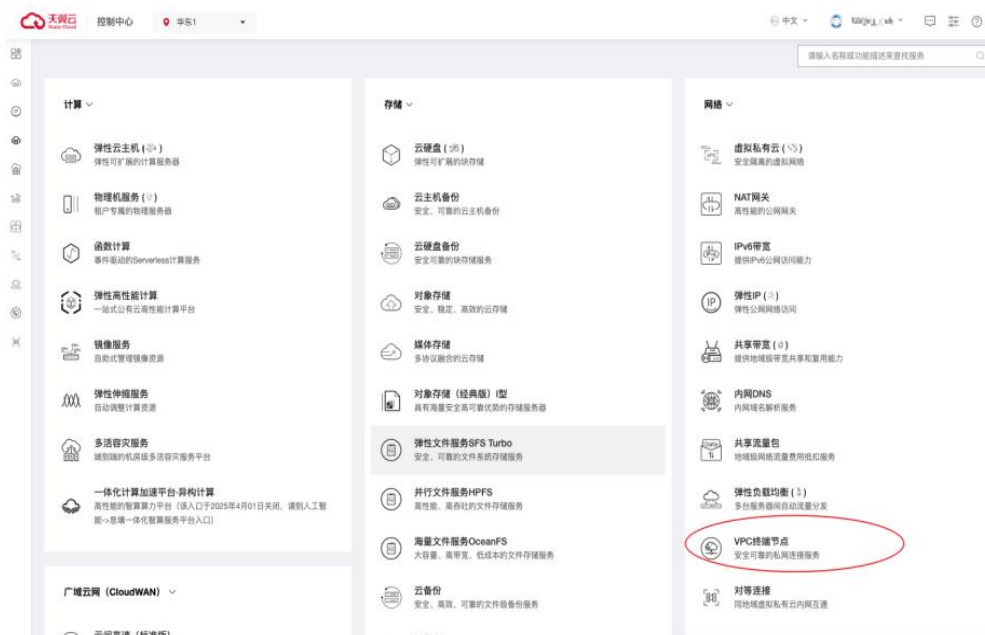 天翼云
State Cloud
控制中心
华东1
中文
请输入名称或功能描述来查找服务
计算
弹性云主机
弹性可扩展的计算服务器
物理机服务
租户专属的物理服务器
函数计算
事件驱动的Serverless计算服务
弹性高性能计算
一站式公有云高性能计算平台
镜像服务
自助式管理镜像资源
弹性伸缩服务
自动调整计算资源
多活容灾服务
端到端的机房级多活容灾服务平台
一体化计算加速平台-异构计算
高性能的智算算力平台（该入口于2025年4月01日关闭，请到人工智
能->息壤一体化智算服务平台入口）
广域云网（CloudWAN）
云间高速（标准版）
存储
云硬盘
弹性可扩展的块存储
云主机备份
安全、可靠的云主机备份
云硬盘备份
安全可靠的块存储服务
对象存储
安全、稳定、高效的云存储
媒体存储
多协议融合的云存储
对象存储（经典版）I型
具有海量安全高可靠优势的存储服务器
弹性文件服务SFS Turbo
安全、可靠的文件系统存储服务
并行文件服务HPFS
高性能、高吞吐的文件存储服务
海量文件服务OceanFS
大容量、高带宽、低成本的文件存储服务
云备份
安全、高效、可靠的文件级备份服务
网络
虚拟私有云
安全隔离的虚拟网络
NAT网关
高性能的公网网关
IPv6带宽
提供IPv6公网访问能力
弹性IP
弹性公网网络访问
共享带宽
提供地域级带宽共享和复用能力
内网DNS
内网域名解析服务
共享流量包
地域级网络流量费用抵扣服务
弹性负载均衡
多台服务器间自动流量分发
VPC终端节点
安全可靠的私网连接服务
对等连接
同地域虚拟私有云内网互通